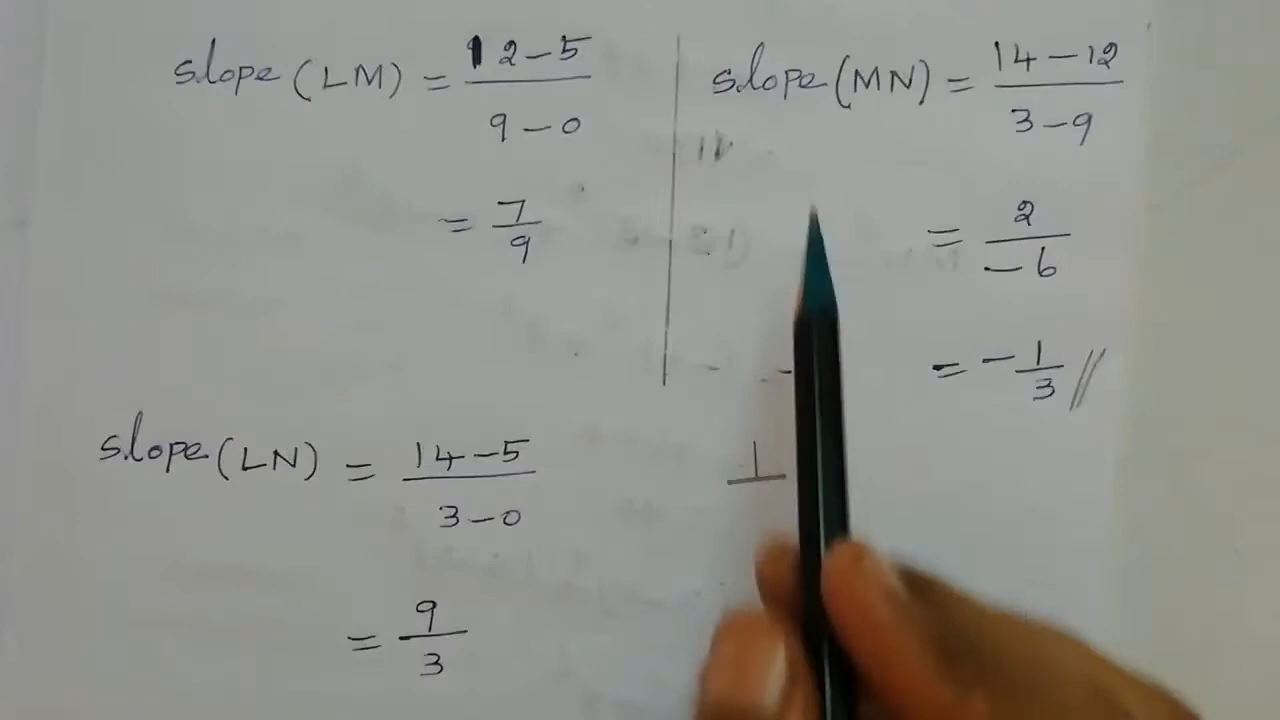 slope (LM) = 12-5 / 9-0
= 7/9
slope (MN) = 14-12 / 3-9
= 2 / -6
= -1/3 //
slope (LN) = 14-5 / 3-0
= 9/3
⊥